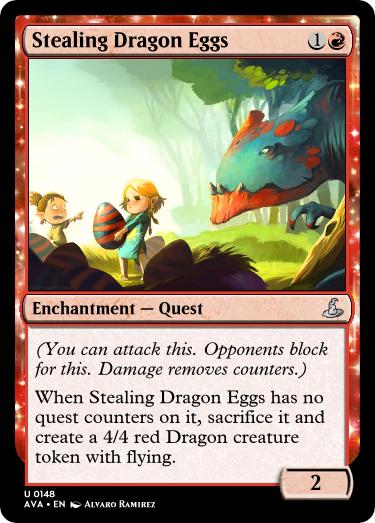 Stealing Dragon Eggs 1
Enchantment — Quest
(You can attack this. Opponents block
for this. Damage removes counters.)
When Stealing Dragon Eggs has no
quest counters on it, sacrifice it and
create a 4/4 red Dragon creature
token with flying.
2
U 0148
AVA • EN Alvaro Ramirez